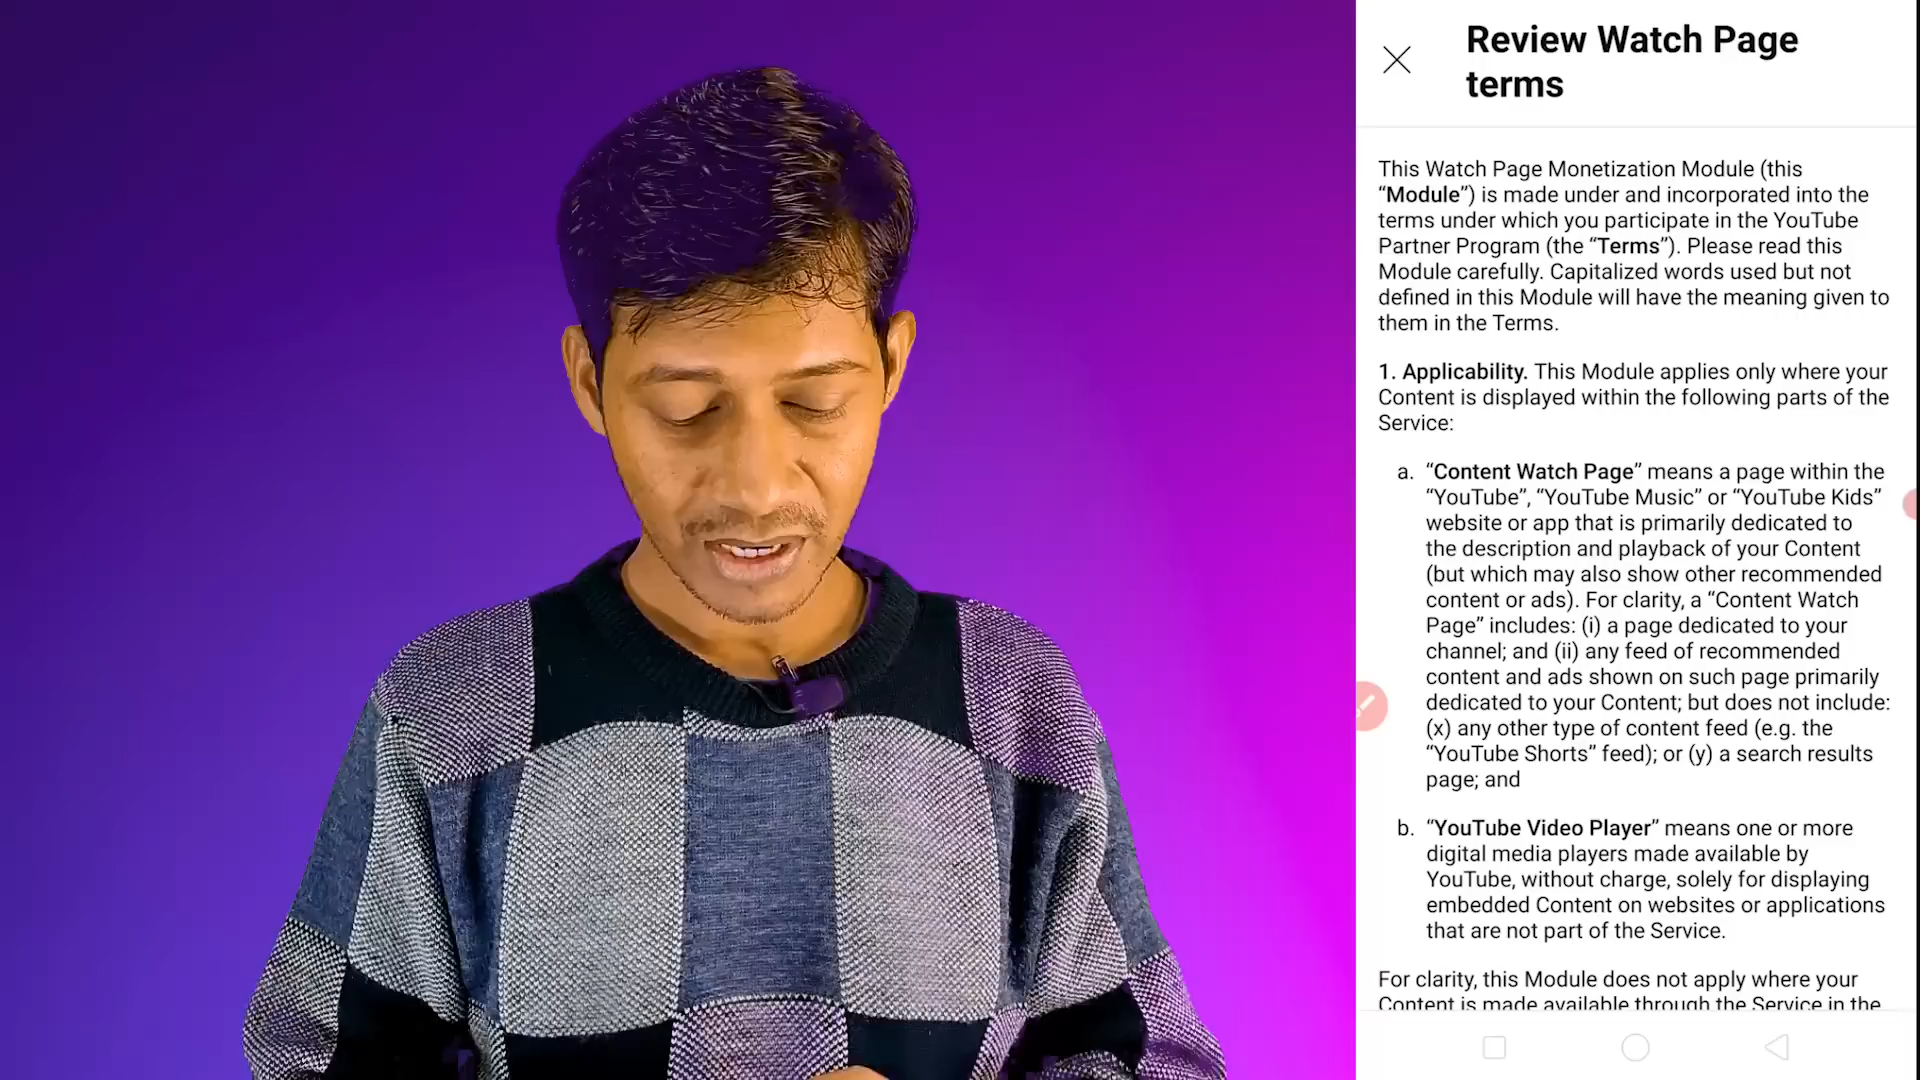 Review Watch Page
terms
This Watch Page Monetization Module (this
“Module”) is made under and incorporated into the
terms under which you participate in the YouTube
Partner Program (the “Terms”). Please read this
Module carefully. Capitalized words used but not
defined in this Module will have the meaning given to
them in the Terms.
1. Applicability. This Module applies only where your
Content is displayed within the following parts of the
Service:
a. “Content Watch Page” means a page within the
“YouTube”, “YouTube Music” or “YouTube Kids”
website or app that is primarily dedicated to
the description and playback of your Content
(but which may also show other recommended
content or ads). For clarity, a “Content Watch
Page” includes: (i) a page dedicated to your
channel; and (ii) any feed of recommended
content and ads shown on such page primarily
dedicated to your Content; but does not include:
(x) any other type of content feed (e.g. the
“YouTube Shorts” feed); or (y) a search results
page; and
b. “YouTube Video Player” means one or more
digital media players made available by
YouTube, without charge, solely for displaying
embedded Content on websites or applications
that are not part of the Service.
For clarity, this Module does not apply where your
Content is made available through the Service in the